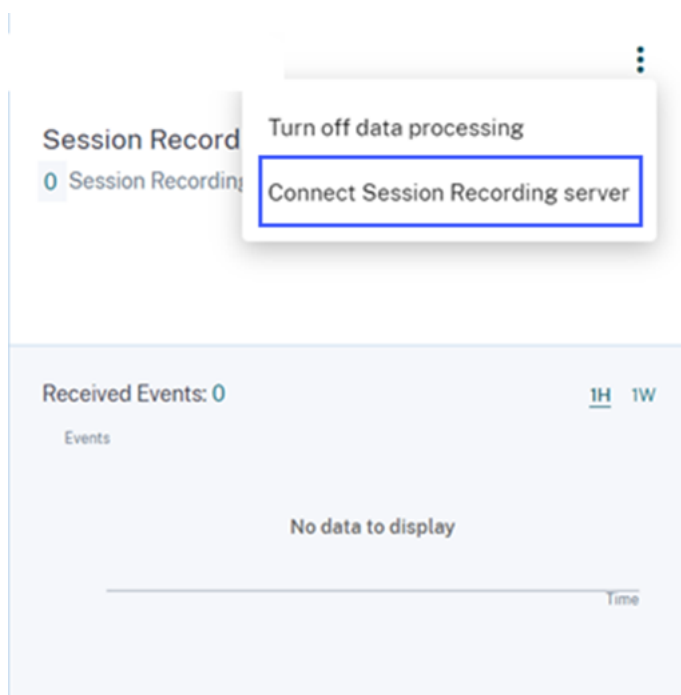 Turn off data processing
Session Record
0 Session Recording
Connect Session Recording server
Received Events: 0
1H 1W
Events
No data to display
Time